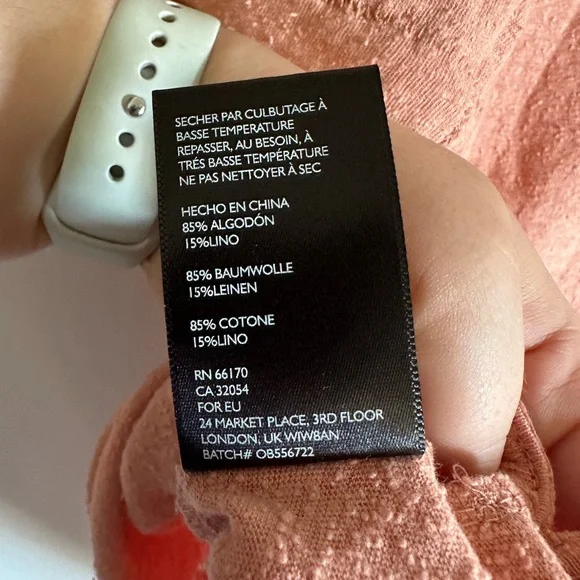 SECHER PAR CULBUTAGE À
BASSE TEMPERATURE
REPASSER, AU BESOIN, À
TRÉS BASSE TEMPÉRATURE
NE PAS NETTOYER À SEC
HECHO EN CHINA
85% ALGODÓN
15%LINO
85% BAUMWOLLE
15%LEINEN
85% COTONE
15%LINO
RN 66170
CA 32054
FOR EU
24 MARKET PLACE, 3RD FLOOR
LONDON, UK WIW8AN
BATCH# OB556722